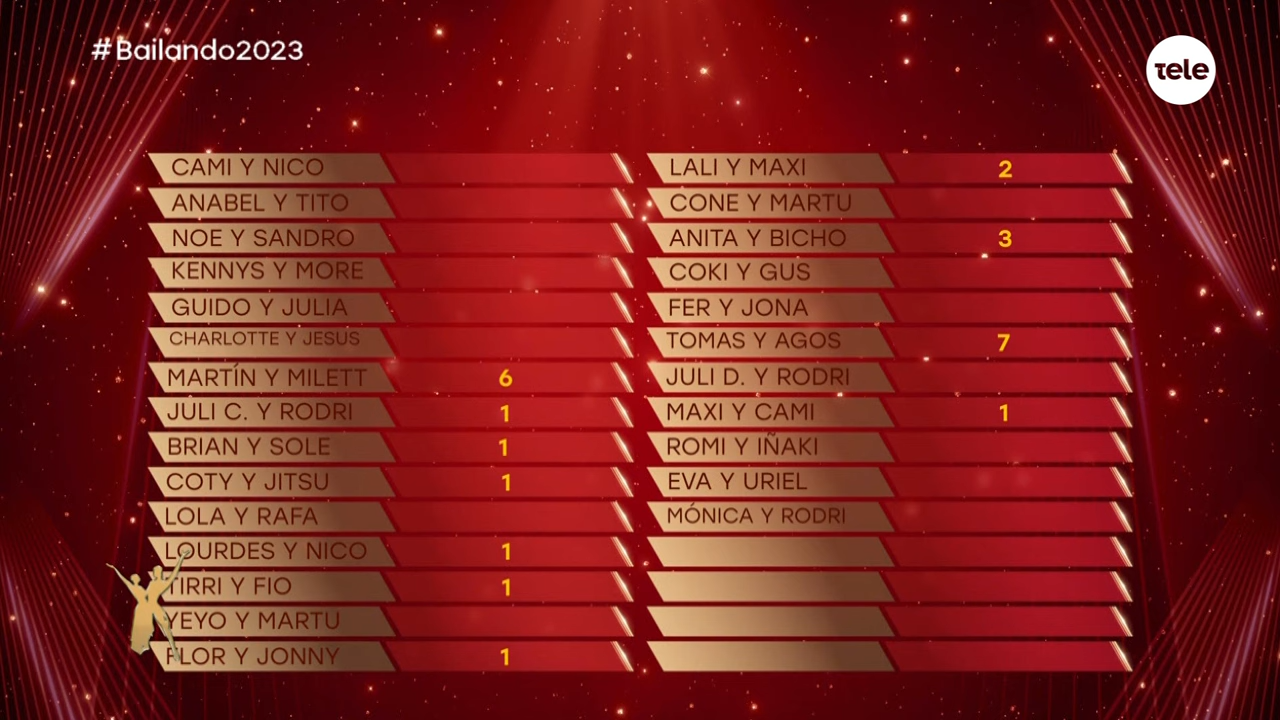 #Bailando2023
tele
CAMI Y NICO
ANABEL Y TITO
NOE Y SANDRO
KENNYS Y MORE
GUIDO Y JULIA
CHARLOTTE Y JESUS
MARTÍN Y MILETT 6
JULI C. Y RODRI 1
BRIAN Y SOLE 1
COTY Y JITSU 1
LOLA Y RAFA
LOURDES Y NICO 1
TIRRI Y FIO 1
YEYO Y MARTU
FLOR Y JONNY 1
LALI Y MAXI 2
CONE Y MARTU
ANITA Y BICHO 3
COKI Y GUS
FER Y JONA
TOMAS Y AGOS 7
JULI D. Y RODRI
MAXI Y CAMI 1
ROMI Y IÑAKI
EVA Y URIEL
MÓNICA Y RODRI